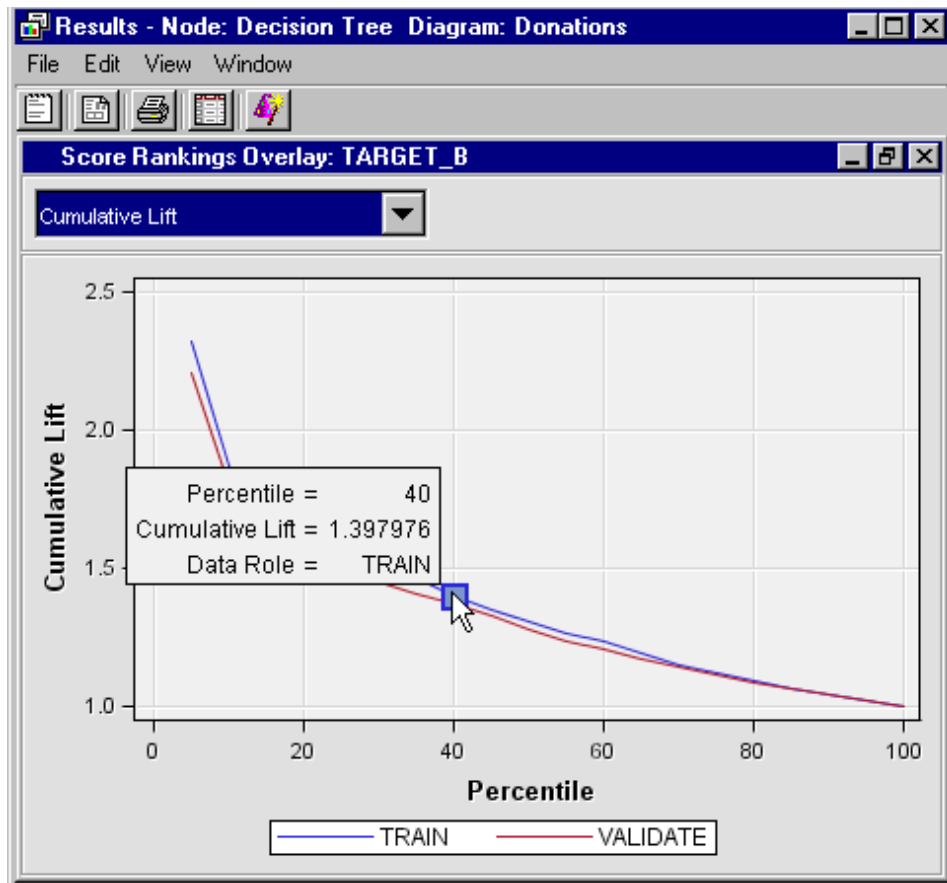 Results - Node: Decision Tree Diagram: Donations
File Edit View Window
Score Rankings Overlay: TARGET_B
Cumulative Lift
2.5
2.0
1.5
1.0
Cumulative Lift
Percentile = 40
Cumulative Lift = 1.397976
Data Role = TRAIN
0 20 40 60 80 100
Percentile
TRAIN VALIDATE